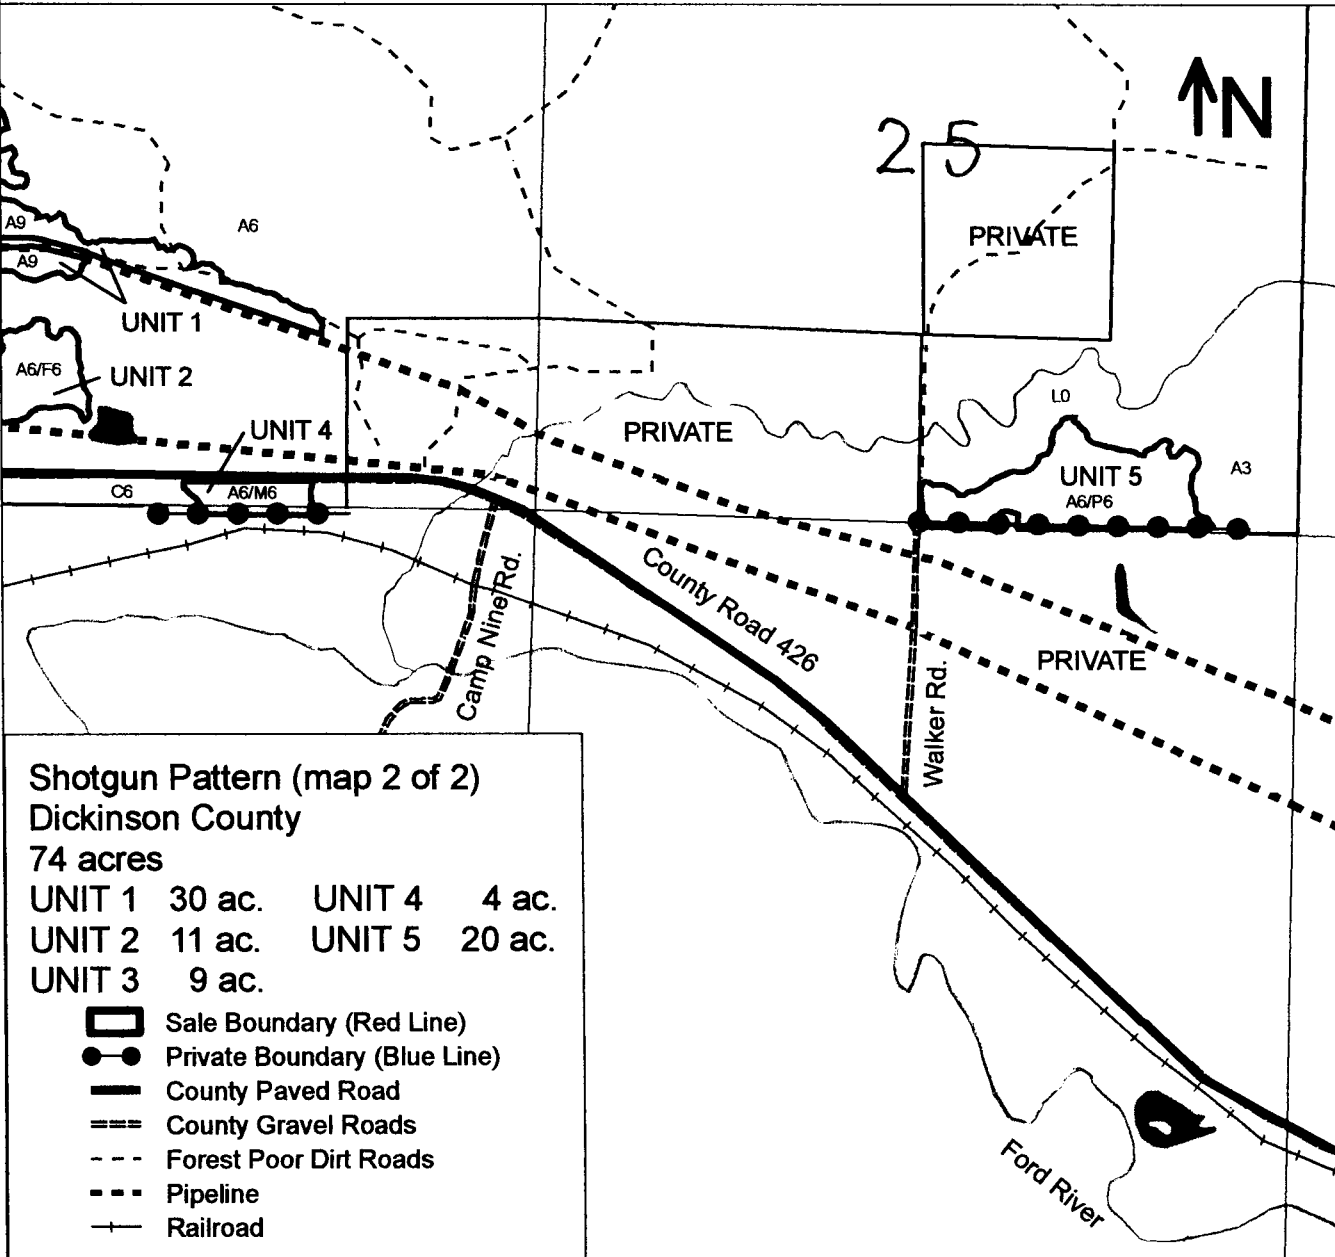 N
2 5
PRIVATE
A9
A6
A9
UNIT 1
A6/F6
UNIT 2
L0
UNIT 4
PRIVATE
UNIT 5
A3
C6
A6/M6
A6/P6
County Road 426
Camp Nine Rd.
PRIVATE
Walker Rd.
Shotgun Pattern (map 2 of 2)
Dickinson County
74 acres
UNIT 1 30 ac. UNIT 4 4 ac.
UNIT 2 11 ac. UNIT 5 20 ac.
UNIT 3 9 ac.
Sale Boundary (Red Line)
Private Boundary (Blue Line)
County Paved Road
County Gravel Roads
Forest Poor Dirt Roads
Pipeline
Railroad
Ford River